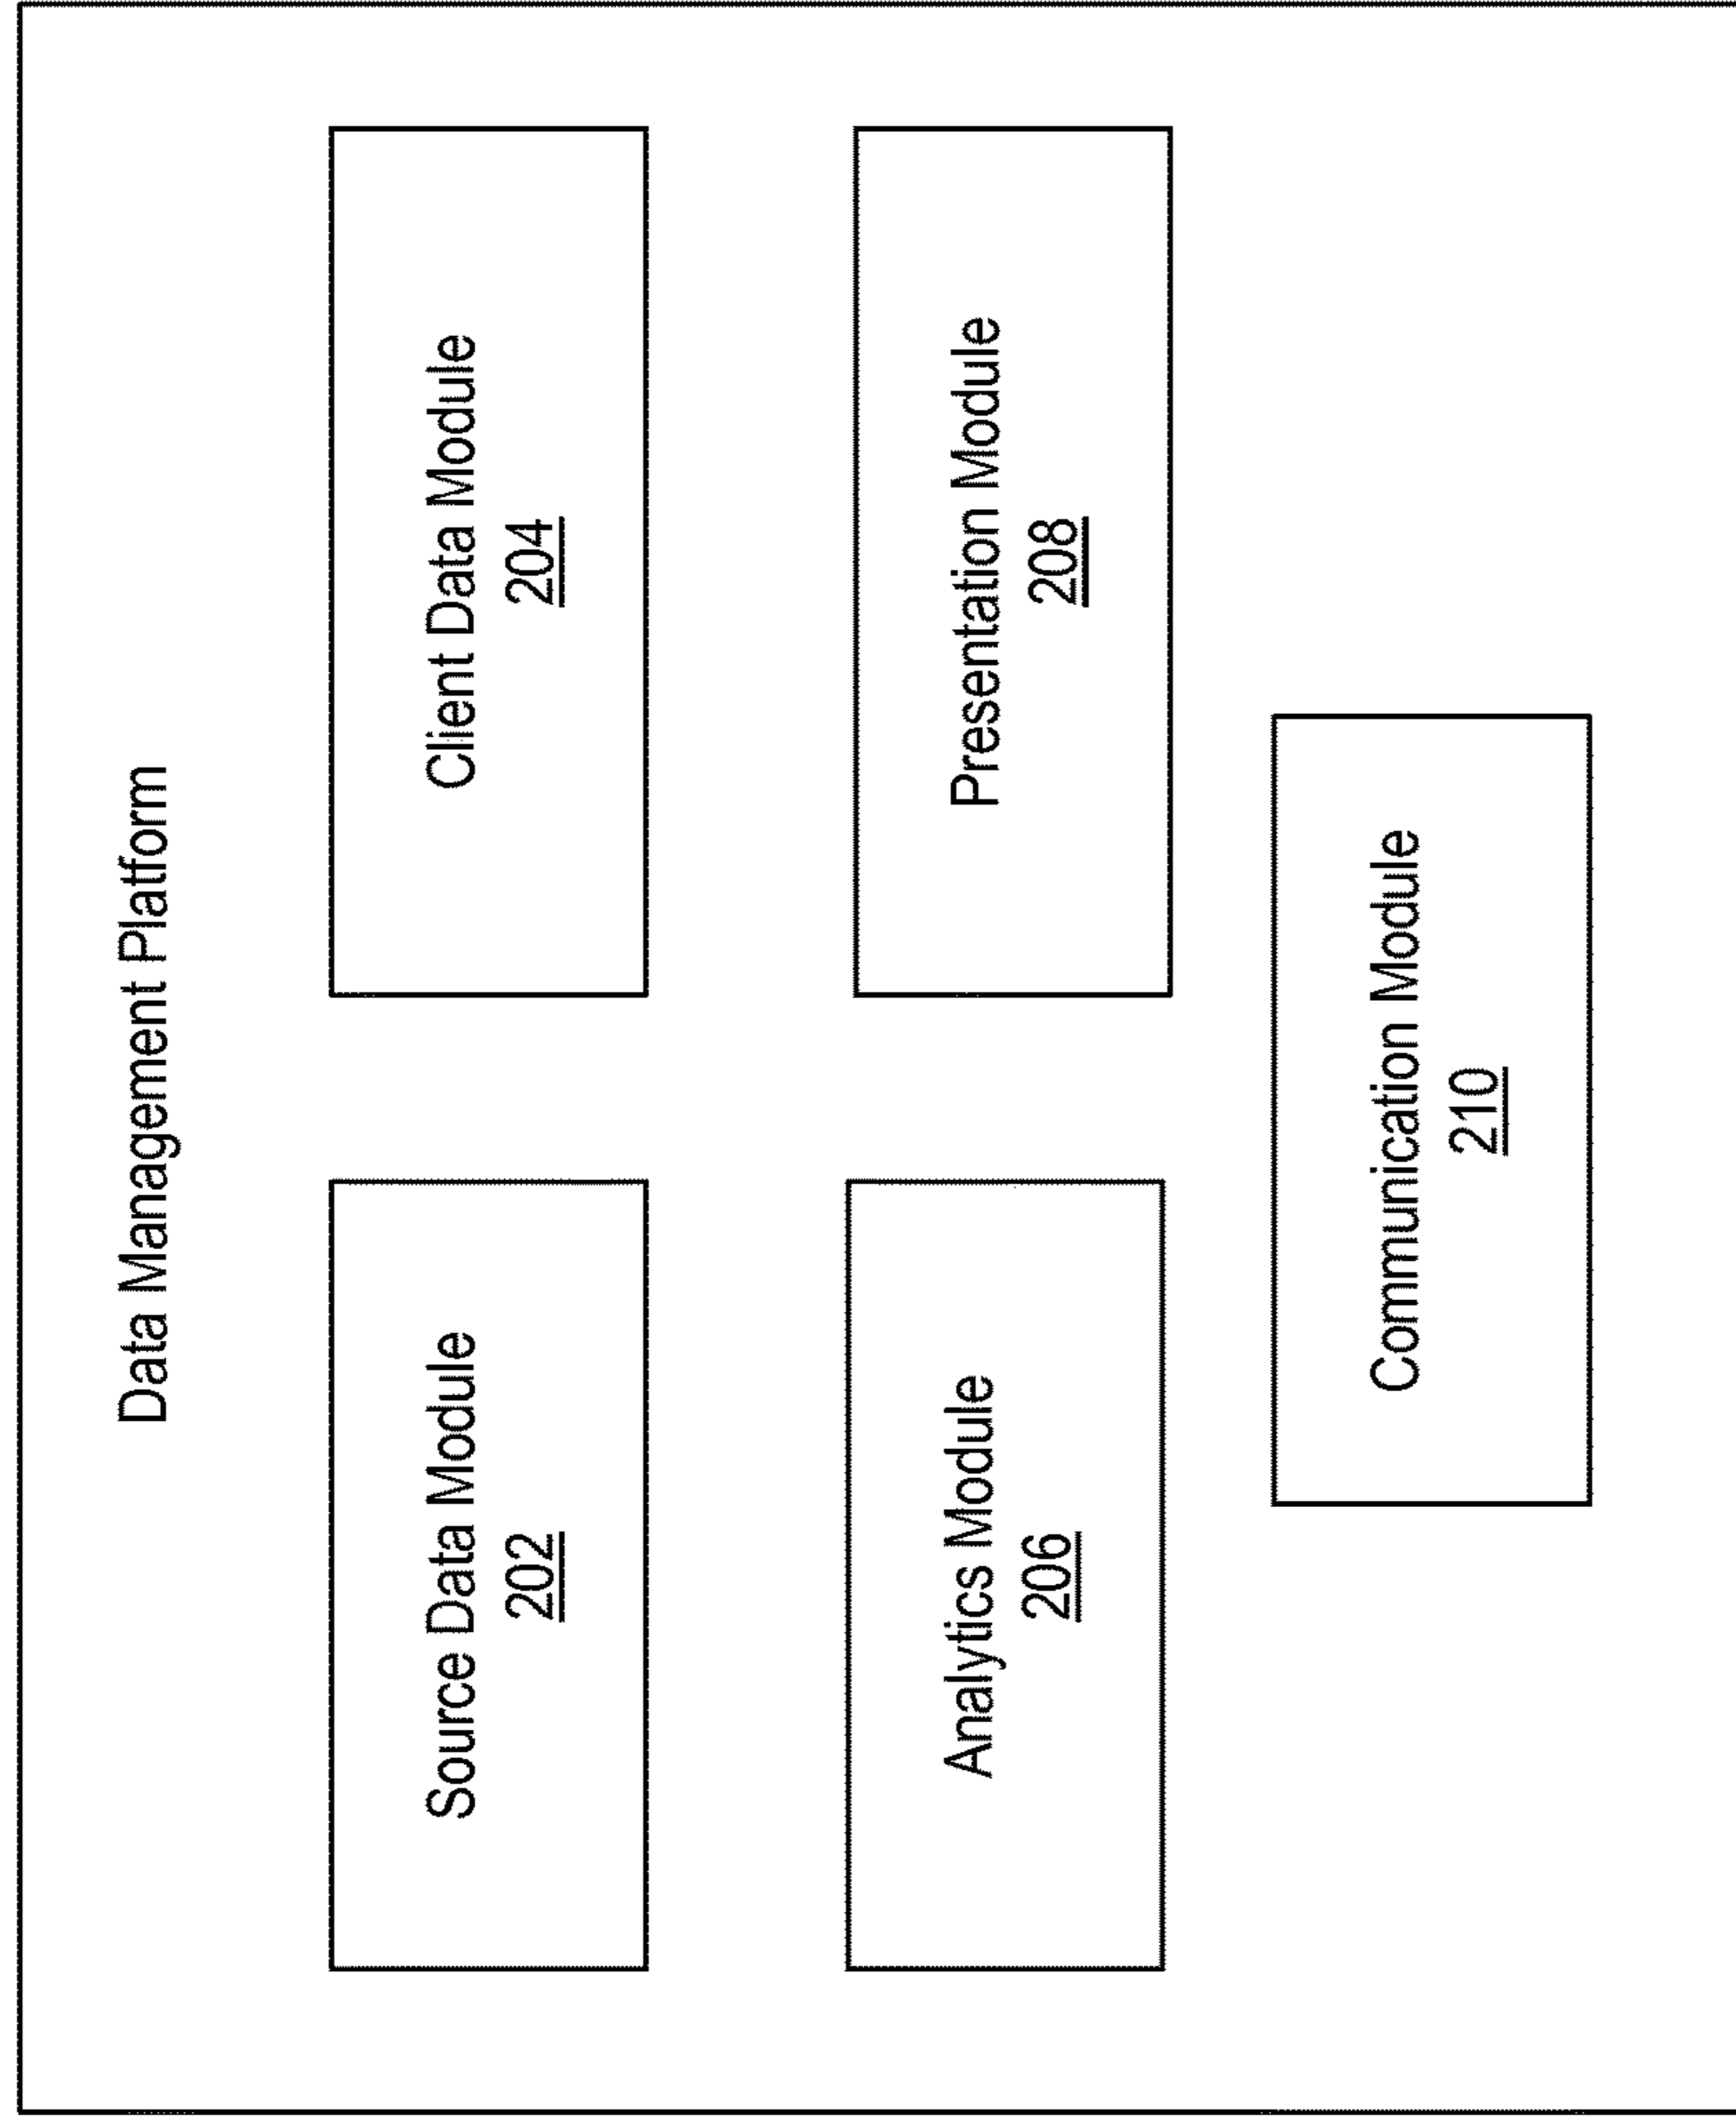 Data Management Platform
Source Data Module
202
Client Data Module
204
Analytics Module
206
Presentation Module
208
Communication Module
210